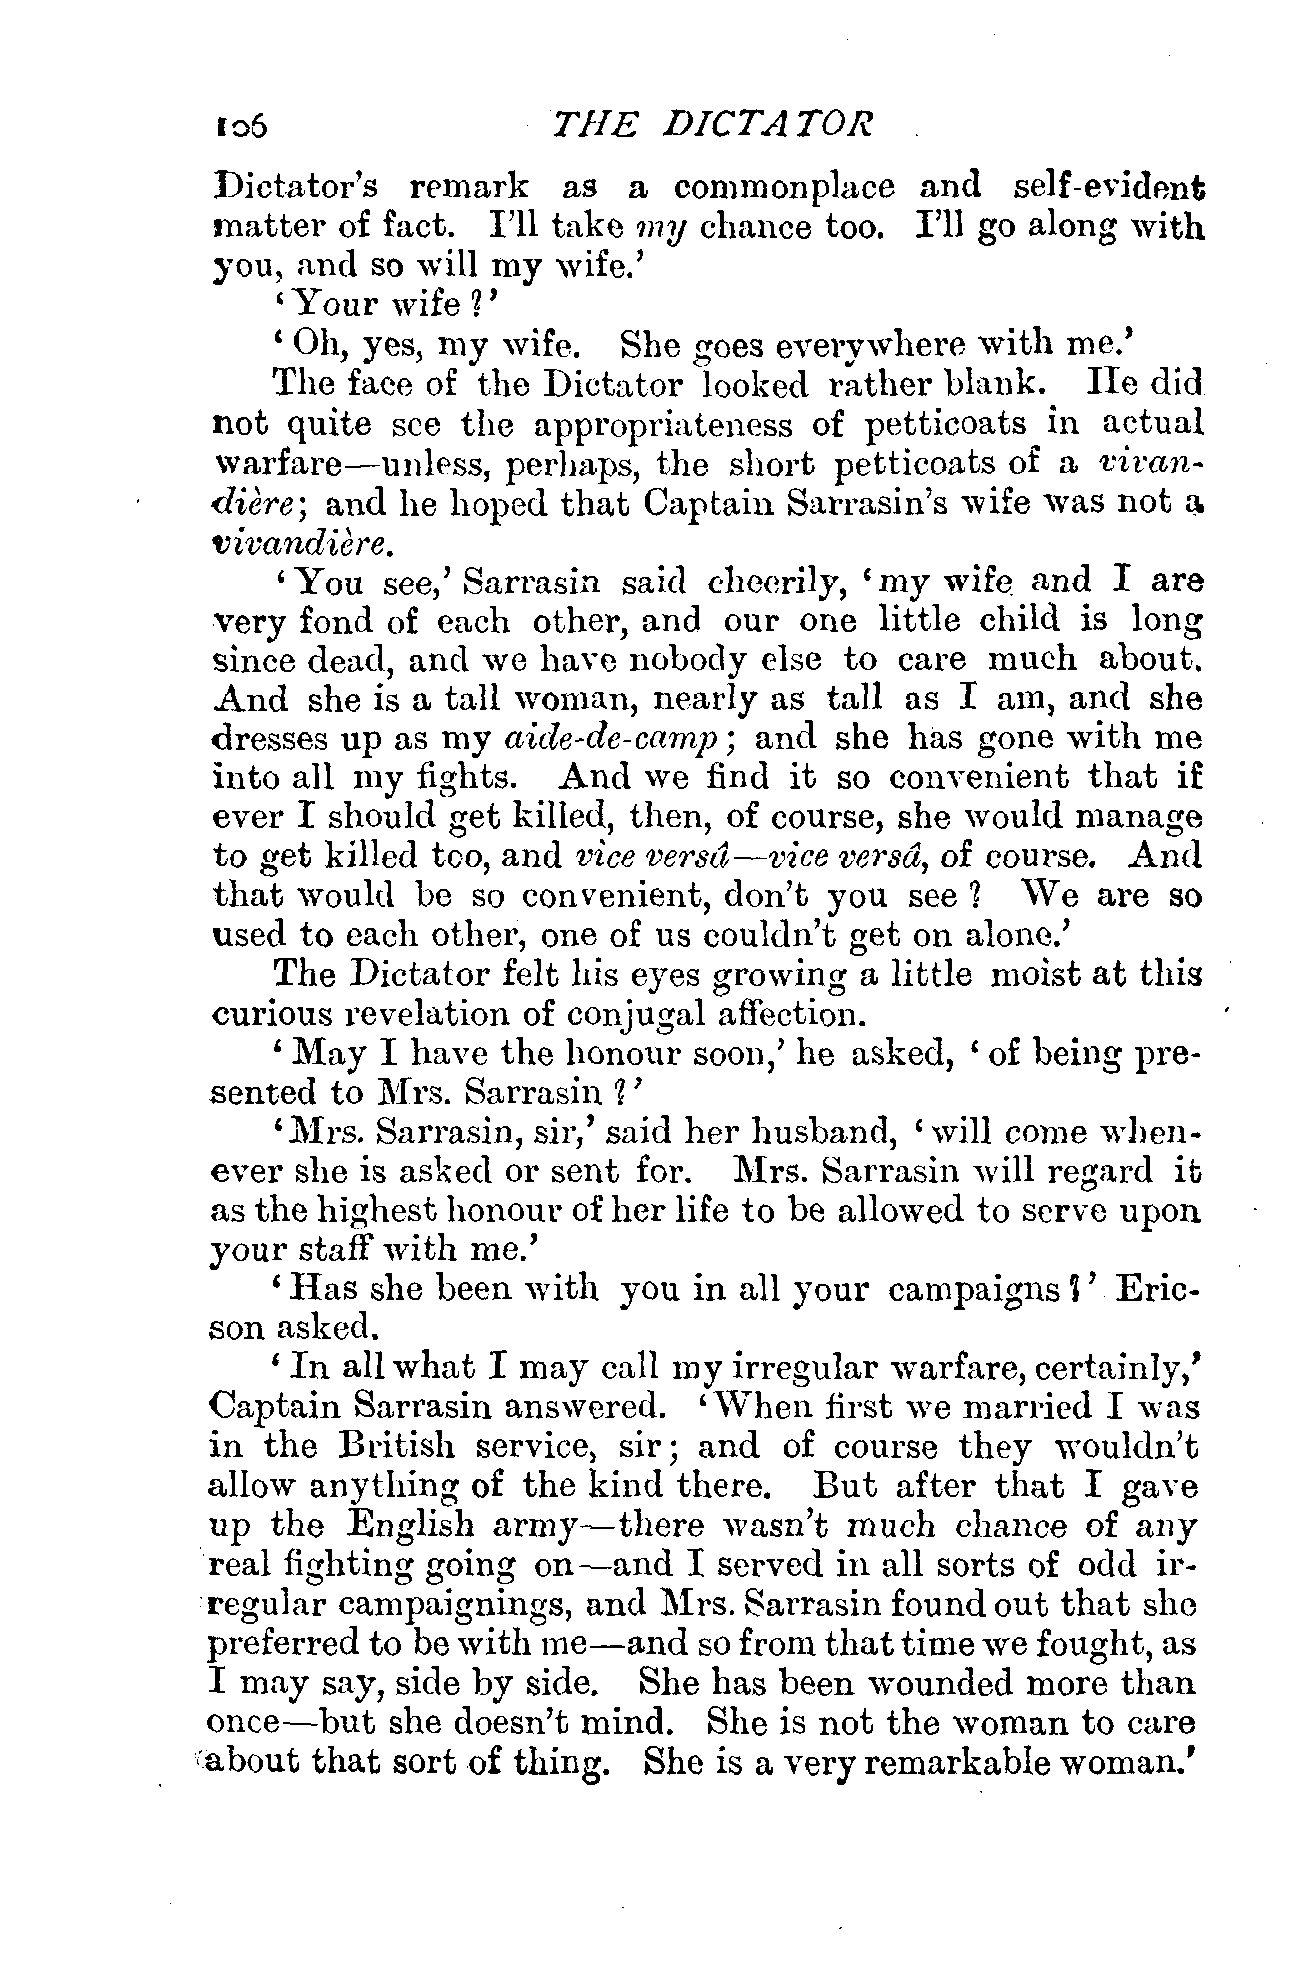 106 THE DICTATOR
Dictator's remark as a commonplace and self-evident
matter of fact. I'll take my chance too. I'll go along with
you, and so will my wife.'
'Your wife?'
'Oh, yes, my wife. She goes everywhere with me.'
The face of the Dictator looked rather blank. He did
not quite see the appropriateness of petticoats in actual
warfare—unless, perhaps, the short petticoats of a vivan-
dière; and he hoped that Captain Sarrasin's wife was not a
vivandière.
'You see,' Sarrasin said cheerily, 'my wife and I are
very fond of each other, and our one little child is long
since dead, and we have nobody else to care much about.
And she is a tall woman, nearly as tall as I am, and she
dresses up as my aide-de-camp; and she has gone with me
into all my fights. And we find it so convenient that if
ever I should get killed, then, of course, she would manage
to get killed too, and vice versâ—vice versâ, of course. And
that would be so convenient, don't you see? We are so
used to each other, one of us couldn't get on alone.'
The Dictator felt his eyes growing a little moist at this
curious revelation of conjugal affection.
'May I have the honour soon,' he asked, 'of being pre-
sented to Mrs. Sarrasin?'
'Mrs. Sarrasin, sir,' said her husband, 'will come when-
ever she is asked or sent for. Mrs. Sarrasin will regard it
as the highest honour of her life to be allowed to serve upon
your staff with me.'
'Has she been with you in all your campaigns?' Eric-
son asked.
'In all what I may call my irregular warfare, certainly,'
Captain Sarrasin answered. 'When first we married I was
in the British service, sir; and of course they wouldn't
allow anything of the kind there. But after that I gave
up the English army—there wasn't much chance of any
real fighting going on—and I served in all sorts of odd ir-
regular campaignings, and Mrs. Sarrasin found out that she
preferred to be with me—and so from that time we fought, as
I may say, side by side. She has been wounded more than
once—but she doesn't mind. She is not the woman to care
about that sort of thing. She is a very remarkable woman.'